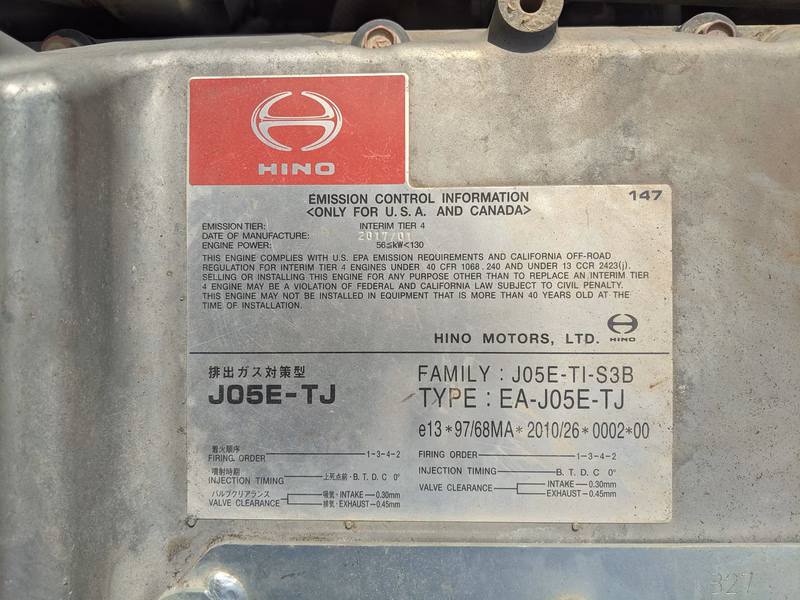 HINO
EMISSION CONTROL INFORMATION
<ONLY FOR U.S.A. AND CANADA>
147
EMISSION TIER: INTERIM TIER 4
DATE OF MANUFACTURE: 2017/01
ENGINE POWER: 56≤kW<130
THIS ENGINE COMPLIES WITH U.S. EPA EMISSION REQUIREMENTS AND CALIFORNIA OFF-ROAD
REGULATION FOR INTERIM TIER 4 ENGINES UNDER 40 CFR 1068.240 AND UNDER 13 CCR 2423(j).
SELLING OR INSTALLING THIS ENGINE FOR ANY PURPOSE OTHER THAN TO REPLACE AN INTERIM TIER
4 ENGINE MAY BE A VIOLATION OF FEDERAL AND CALIFORNIA LAW SUBJECT TO CIVIL PENALTY.
THIS ENGINE MAY NOT BE INSTALLED IN EQUIPMENT THAT IS MORE THAN 40 YEARS OLD AT THE
TIME OF INSTALLATION.
HINO MOTORS, LTD. HINO
排出ガス対策型
J05E-TJ
着火順序
FIRING ORDER 1-3-4-2
噴射時期
INJECTION TIMING 上死点前・B.T.D.C 0°
バルブクリアランス
VALVE CLEARANCE
吸気・INTAKE 0.30mm
排気・EXHAUST 0.45mm
FAMILY : J05E-TI-S3B
TYPE : EA-J05E-TJ
e13*97/68MA*2010/26*0002*00
FIRING ORDER 1-3-4-2
INJECTION TIMING B.T.D.C 0°
VALVE CLEARANCE
INTAKE 0.30mm
EXHAUST 0.45mm
327